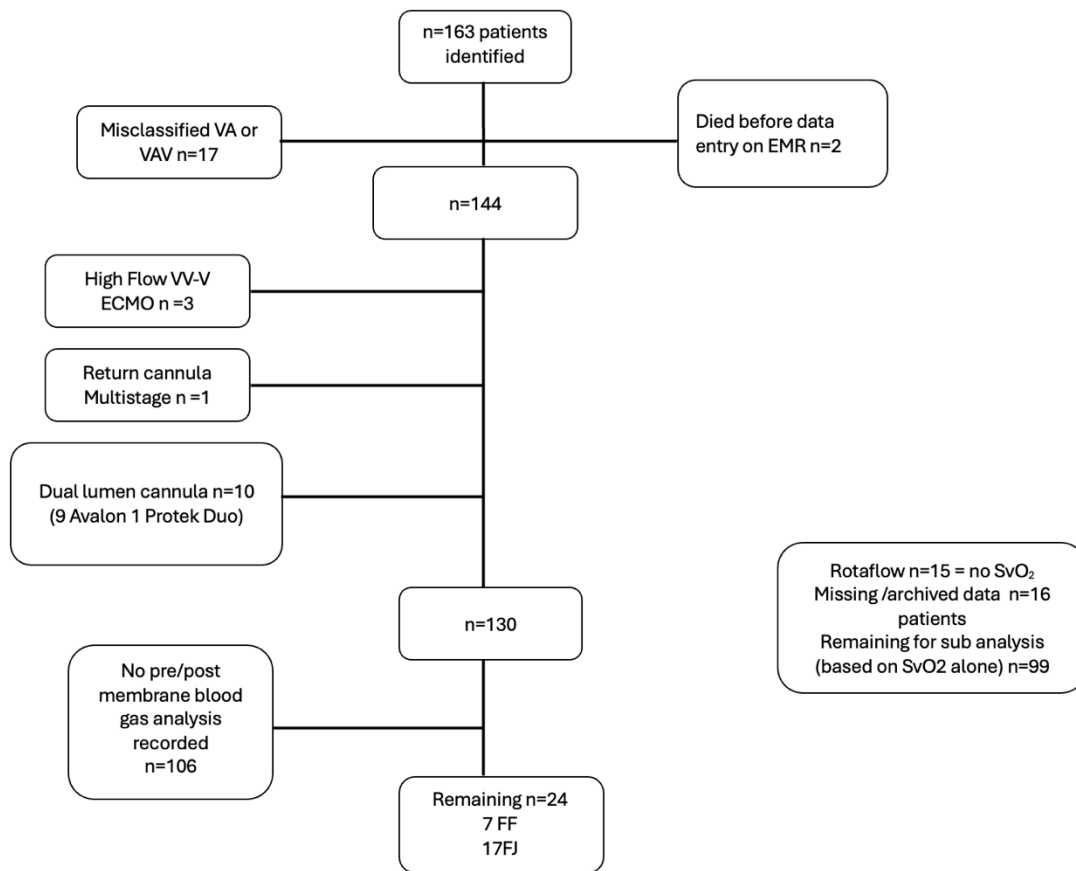 n=163 patients
identified
Misclassified VA or
VAV n=17
Died before data
entry on EMR n=2
n=144
High Flow VV-V
ECMO n =3
Return cannula
Multistage n =1
Dual lumen cannula n=10
(9 Avalon 1 Protek Duo)
n=130
Rotaflow n=15 = no SvO₂
Missing /archived data n=16
patients
Remaining for sub analysis
(based on SvO2 alone) n=99
No pre/post
membrane blood
gas analysis
recorded
n=106
Remaining n=24
7 FF
17FJ